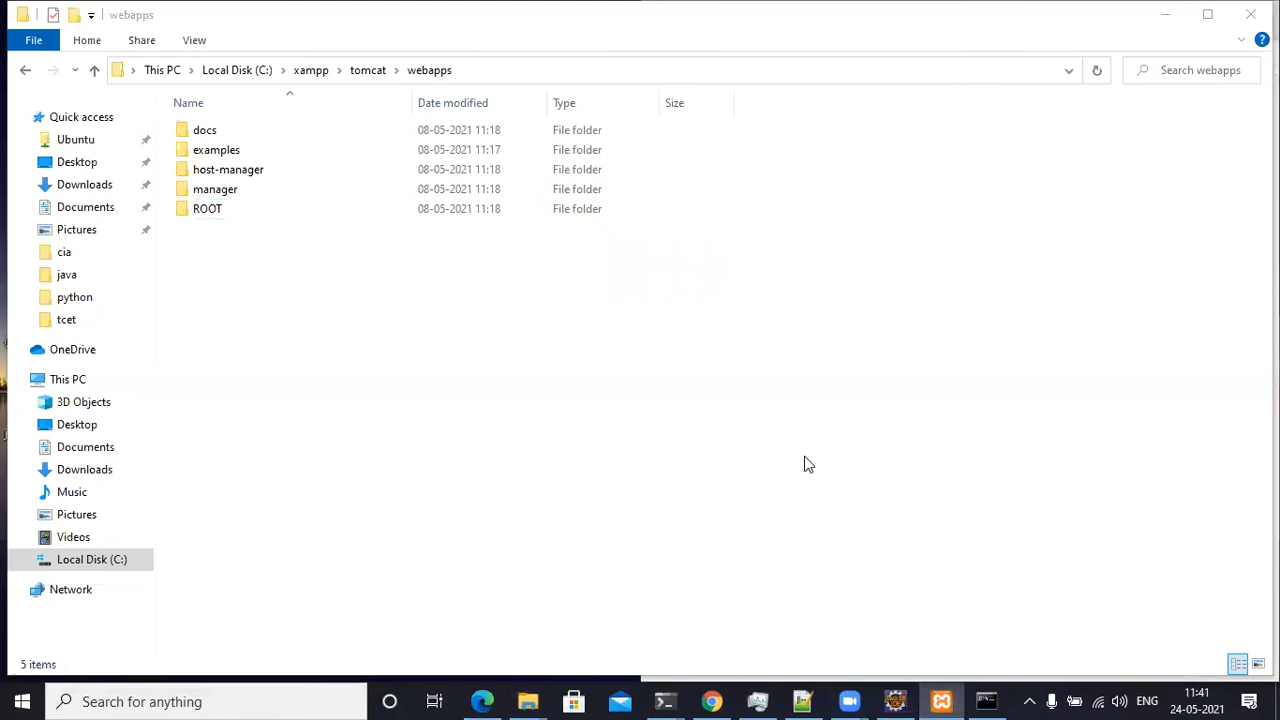 webapps
File Home Share View
This PC Local Disk (C:) xampp tomcat webapps Search webapps
Name Date modified Type Size
docs 08-05-2021 11:18 File folder
examples 08-05-2021 11:17 File folder
host-manager 08-05-2021 11:18 File folder
manager 08-05-2021 11:18 File folder
ROOT 08-05-2021 11:18 File folder
Quick access
Ubuntu
Desktop
Downloads
Documents
Pictures
cia
java
python
tcet
OneDrive
This PC
3D Objects
Desktop
Documents
Downloads
Music
Pictures
Videos
Local Disk (C:)
Network
5 items
Search for anything
ENG
11:41
24-05-2021